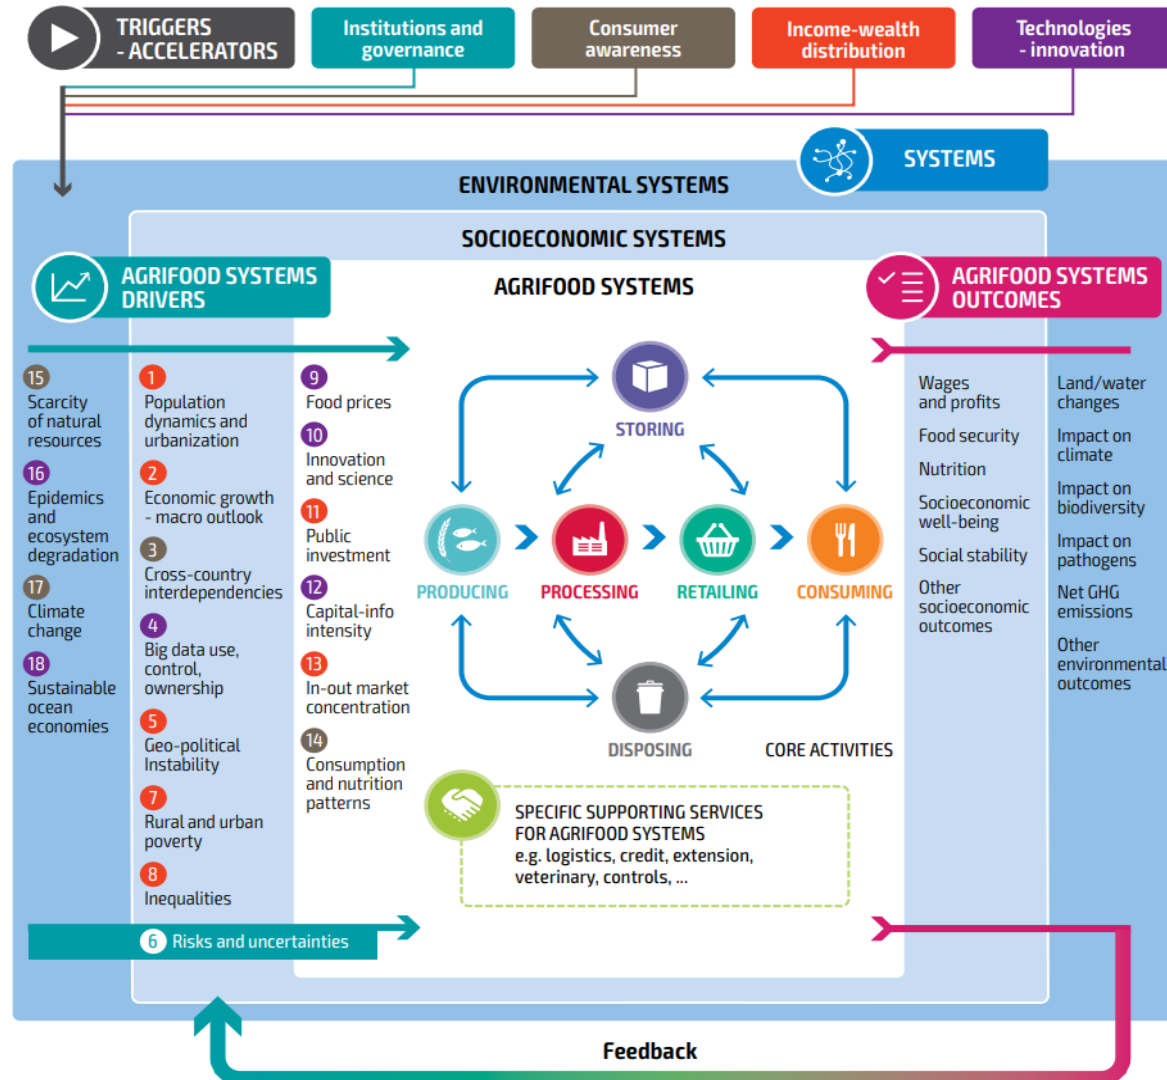 TRIGGERS
- ACCELERATORS
Institutions and
governance
Consumer
awareness
Income-wealth
distribution
Technologies
- innovation
SYSTEMS
ENVIRONMENTAL SYSTEMS
SOCIOECONOMIC SYSTEMS
AGRIFOOD SYSTEMS
AGRIFOOD SYSTEMS
DRIVERS
AGRIFOOD SYSTEMS
OUTCOMES
15
Scarcity
of natural
resources
16
Epidemics
and
ecosystem
degradation
17
Climate
change
18
Sustainable
ocean
economies
1
Population
dynamics and
urbanization
2
Economic growth
- macro outlook
3
Cross-country
interdependencies
4
Big data use,
control,
ownership
5
Geo-political
Instability
7
Rural and urban
poverty
8
Inequalities
6 Risks and uncertainties
9
Food prices
10
Innovation
and science
11
Public
investment
12
Capital-info
intensity
13
In-out market
concentration
14
Consumption
and nutrition
patterns
STORING
PRODUCING
PROCESSING
RETAILING
CONSUMING
DISPOSING
CORE ACTIVITIES
SPECIFIC SUPPORTING SERVICES
FOR AGRIFOOD SYSTEMS
e.g. logistics, credit, extension,
veterinary, controls, ...
Wages
and profits
Food security
Nutrition
Socioeconomic
well-being
Social stability
Other
socioeconomic
outcomes
Land/water
changes
Impact on
climate
Impact on
biodiversity
Impact on
pathogens
Net GHG
emissions
Other
environmental
outcomes
Feedback